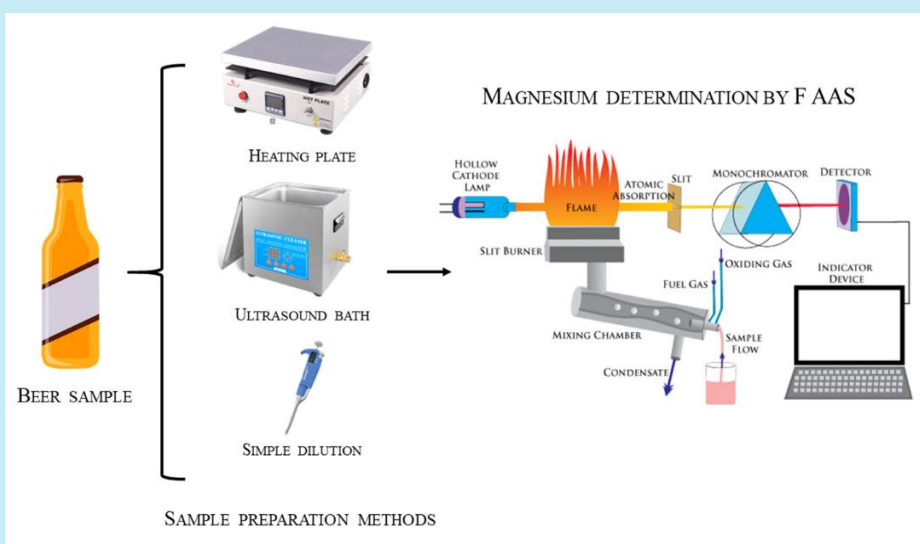 MAGNESIUM DETERMINATION BY F AAS
HOT PLATE
HEATING PLATE
ULTRASONIC CLEANER
ULTRASOUND BATH
SIMPLE DILUTION
BEER SAMPLE
SAMPLE PREPARATION METHODS
HOLLOW
CATHODE
LAMP
FLAME
SLIT BURNER
ATOMIC
ABSORPTION
SLIT
MONOCHROMATOR
DETECTOR
OXIDING GAS
FUEL GAS
MIXING CHAMBER
SAMPLE
FLOW
CONDENSATE
INDICATOR
DEVICE